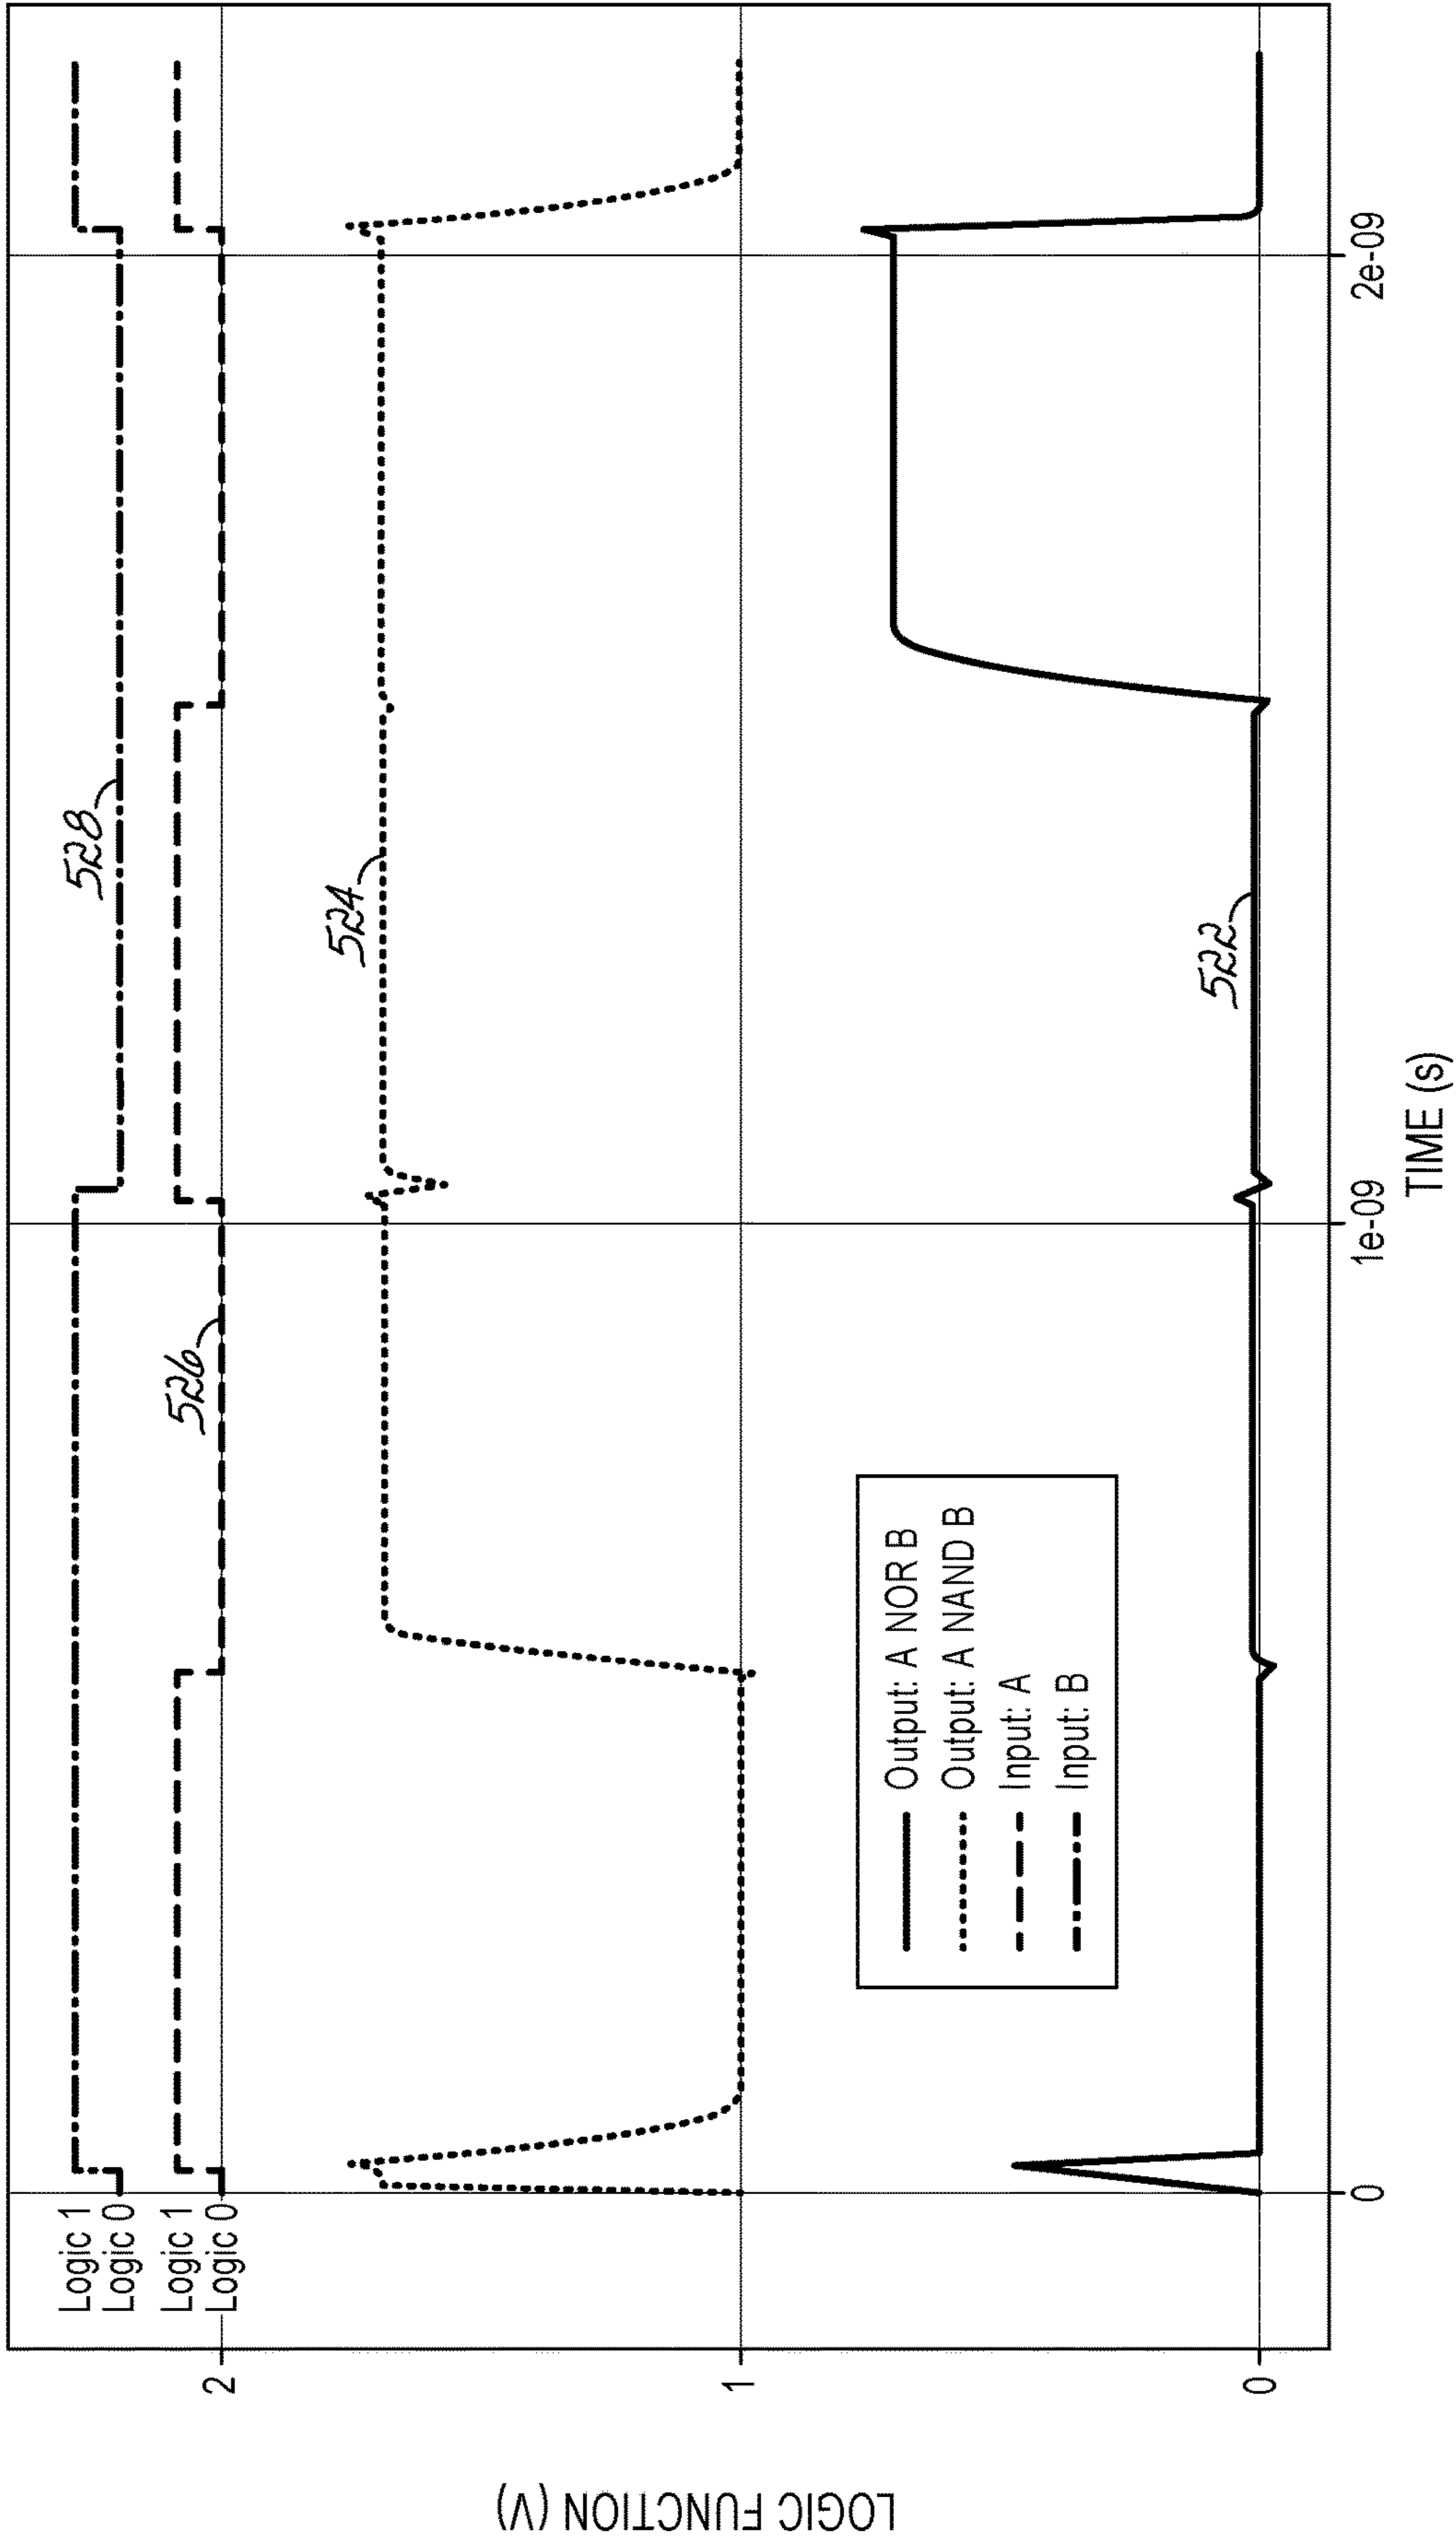 LOGIC FUNCTION (V)
2
1
0
Logic 1
Logic 0
Logic 1
Logic 0
528
526
524
522
Output: A NOR B
Output: A NAND B
Input: A
Input: B
0
1e-09
2e-09
TIME (s)